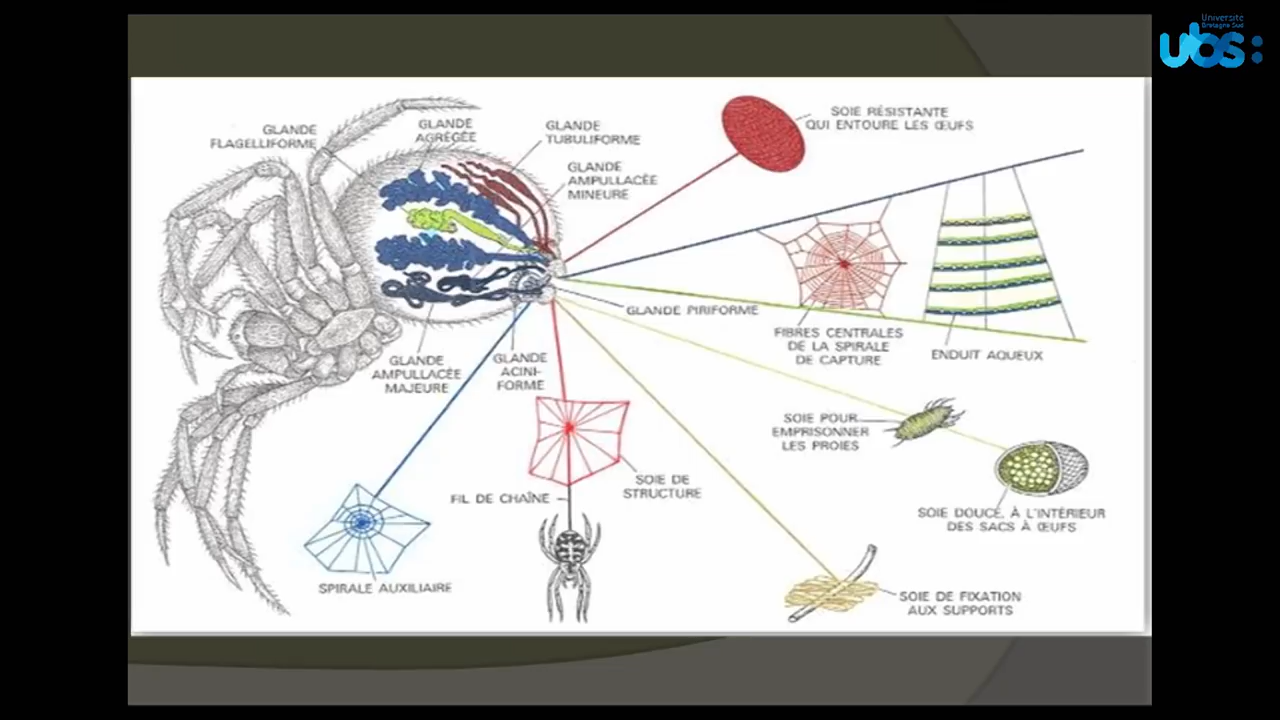 Université
Bretagne Sud
ubs:
GLANDE
FLAGELLIFORME
GLANDE
AGRÉGÉE
GLANDE
TUBULIFORME
GLANDE
AMPULLACÉE
MINEURE
SOIE RÉSISTANTE
QUI ENTOURE LES ŒUFS
GLANDE PIRIFORME
FIBRES CENTRALES
DE LA SPIRALE
DE CAPTURE
ENDUIT AQUEUX
GLANDE
AMPULLACÉE
MAJEURE
GLANDE
ACINI-
FORME
SOIE POUR
EMPRISONNER
LES PROIES
SOIE DE
STRUCTURE
FIL DE CHAÎNE
SOIE DOUCE, À L'INTÉRIEUR
DES SACS À ŒUFS
SPIRALE AUXILIAIRE
SOIE DE FIXATION
AUX SUPPORTS